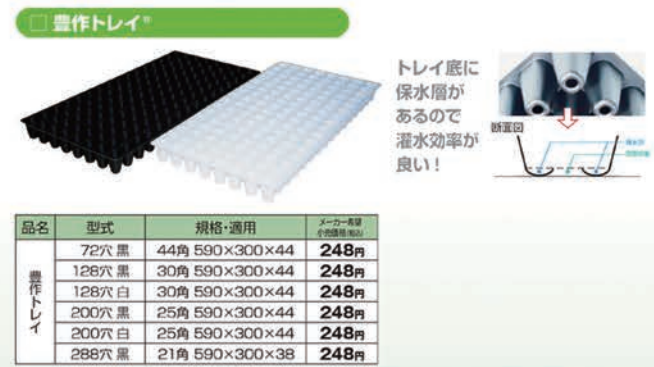 豊作トレイ®
トレイ底に
保水層が
あるので
灌水効率が
良い！
断面図
品名 型式 規格・適用 メーカー希望小売価格(税込)
豊作トレイ
72穴 黒 44角 590×300×44 248円
128穴 黒 30角 590×300×44 248円
128穴 白 30角 590×300×44 248円
200穴 黒 25角 590×300×44 248円
200穴 白 25角 590×300×44 248円
288穴 黒 21角 590×300×38 248円